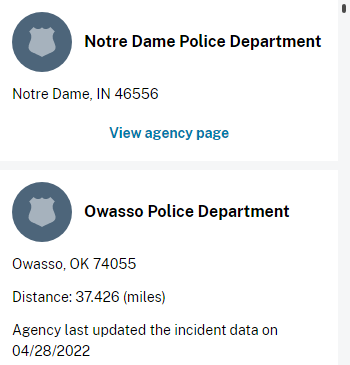 Notre Dame Police Department
Notre Dame, IN 46556
View agency page
Owasso Police Department
Owasso, OK 74055
Distance: 37.426 (miles)
Agency last updated the incident data on
04/28/2022